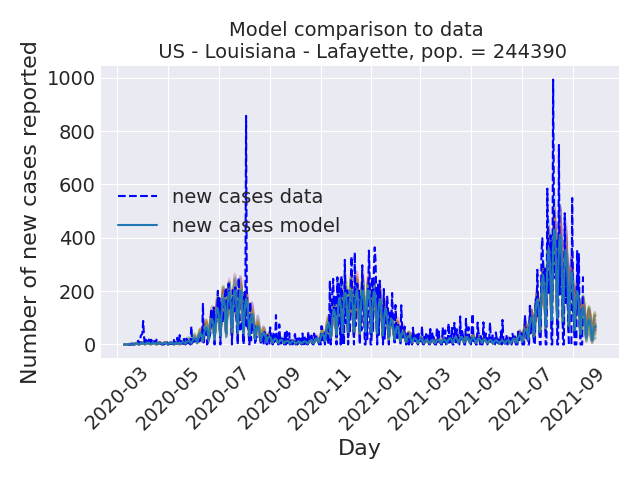 Model comparison to data
US - Louisiana - Lafayette, pop. = 244390
Number of new cases reported
1000
800
600
400
200
0
new cases data
new cases model
2020-03
2020-05
2020-07
2020-09
2020-11
2021-01
2021-03
2021-05
2021-07
2021-09
Day